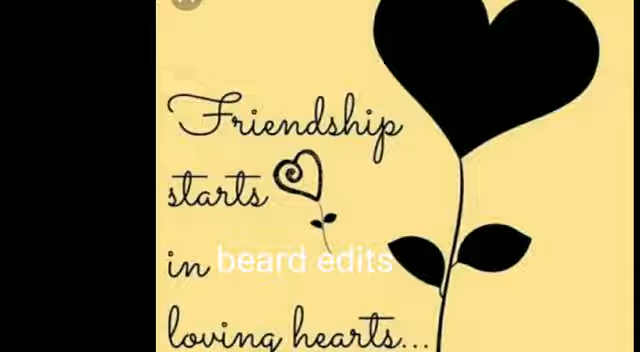 Friendship
starts
in beard edits
loving hearts...